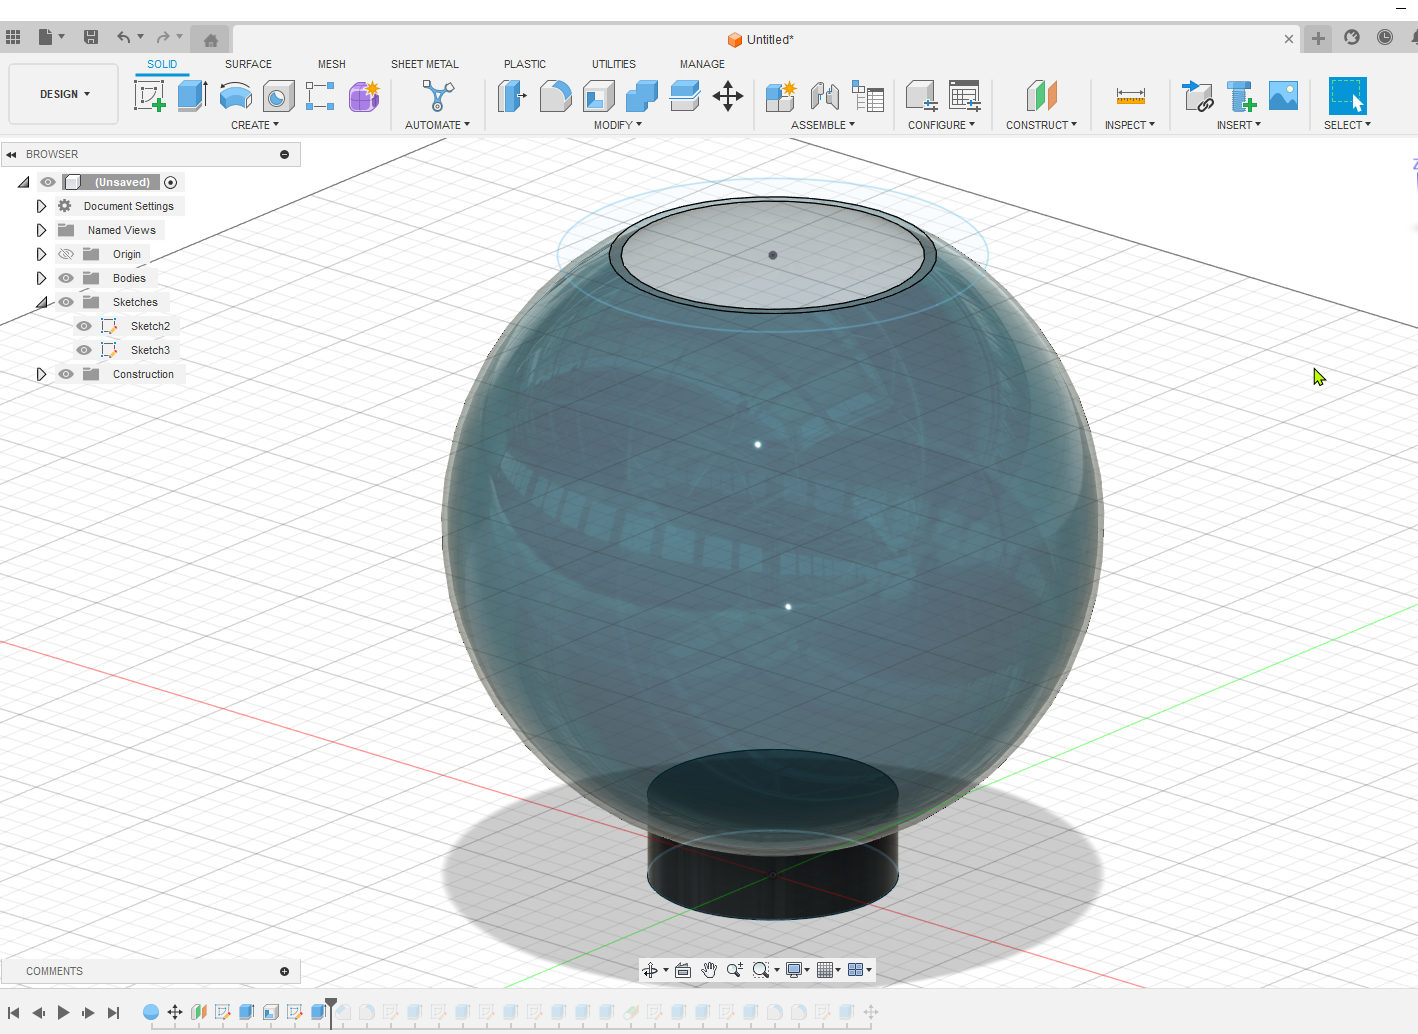 Untitled*
SOLID SURFACE MESH SHEET METAL PLASTIC UTILITIES MANAGE
DESIGN
CREATE AUTOMATE MODIFY ASSEMBLE CONFIGURE CONSTRUCT INSPECT INSERT SELECT
BROWSER
(Unsaved)
Document Settings
Named Views
Origin
Bodies
Sketches
Sketch2
Sketch3
Construction
Z
COMMENTS